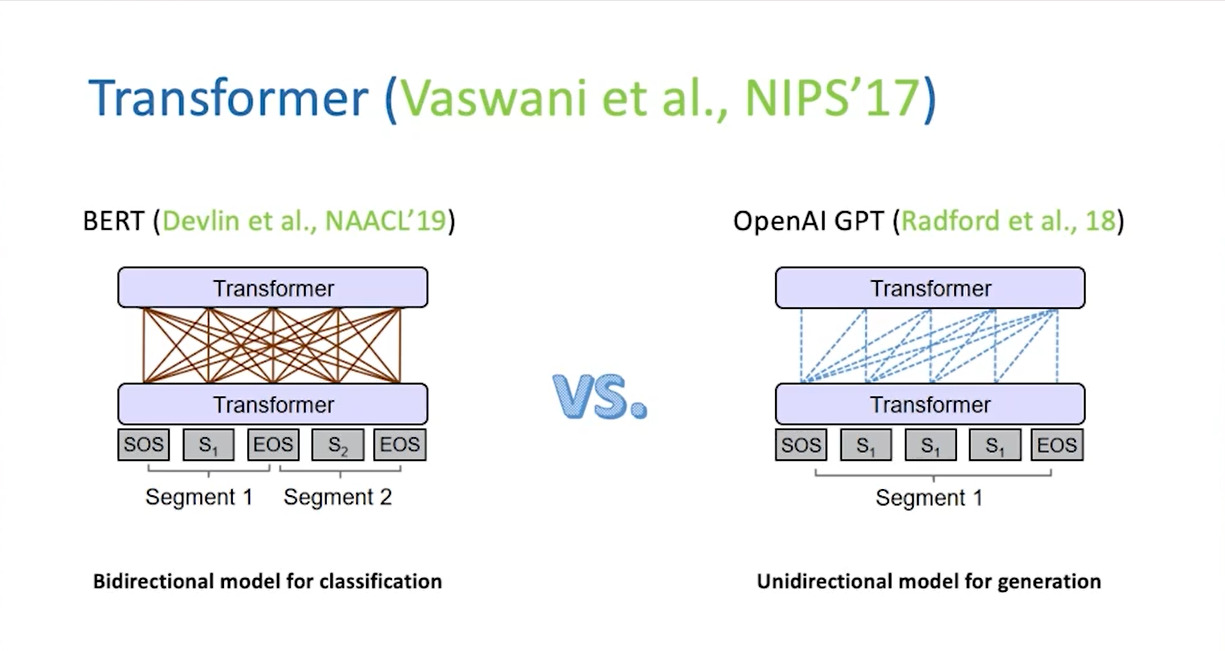 Transformer (Vaswani et al., NIPS’17)
BERT (Devlin et al., NAACL’19)
Transformer
Transformer
SOS S₁ EOS S₂ EOS
Segment 1 Segment 2
Bidirectional model for classification
vs.
OpenAI GPT (Radford et al., 18)
Transformer
Transformer
SOS S₁ S₁ S₁ EOS
Segment 1
Unidirectional model for generation